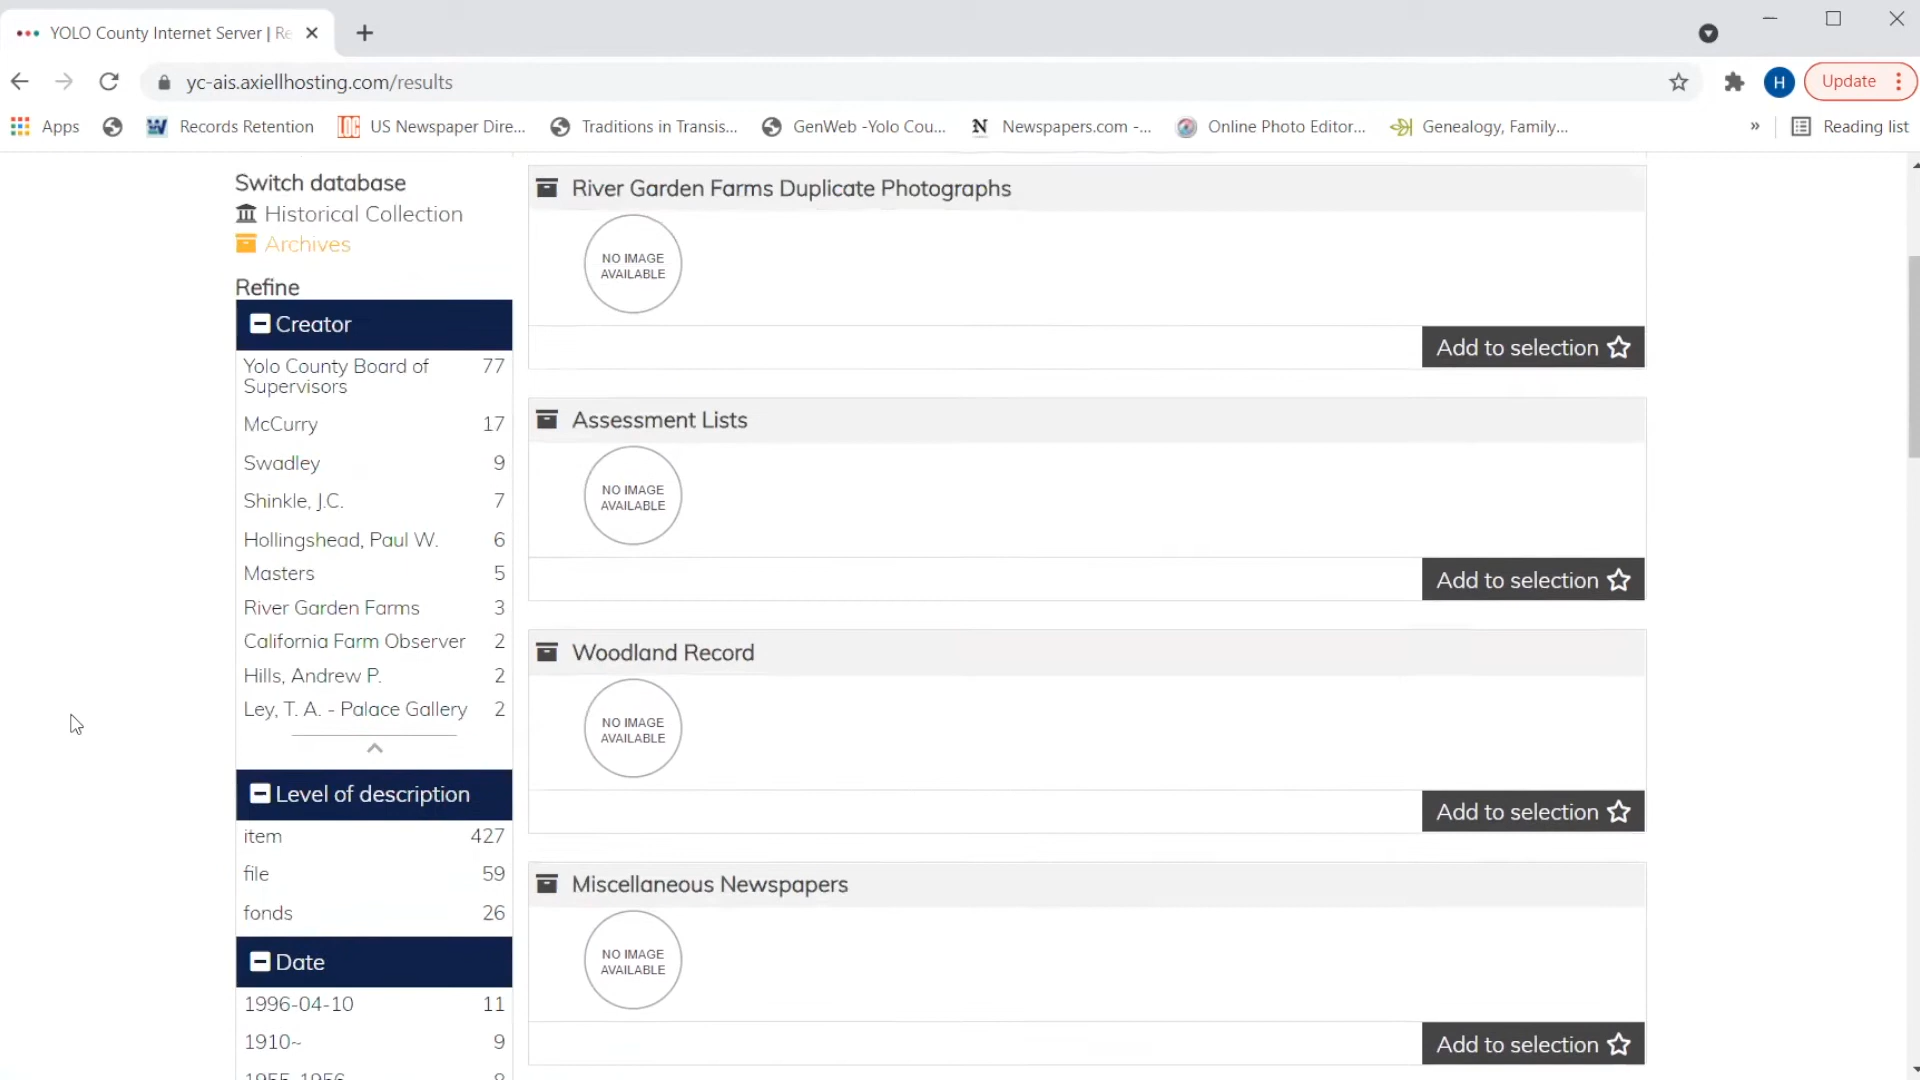 YOLO County Internet Server | Re
yc-ais.axiellhosting.com/results
H
Update
Apps
Records Retention
US Newspaper Dire...
Traditions in Transis...
GenWeb -Yolo Cou...
N Newspapers.com -...
Online Photo Editor...
Genealogy, Family,...
»
Reading list
Switch database
Historical Collection
Archives
Refine
Creator
Yolo County Board of Supervisors 77
McCurry 17
Swadley 9
Shinkle, J.C. 7
Hollingshead, Paul W. 6
Masters 5
River Garden Farms 3
California Farm Observer 2
Hills, Andrew P. 2
Ley, T. A. - Palace Gallery 2
Level of description
item 427
file 59
fonds 26
Date
1996-04-10 11
1910~ 9
1955-1956 8
River Garden Farms Duplicate Photographs
NO IMAGE
AVAILABLE
Add to selection
Assessment Lists
NO IMAGE
AVAILABLE
Add to selection
Woodland Record
NO IMAGE
AVAILABLE
Add to selection
Miscellaneous Newspapers
NO IMAGE
AVAILABLE
Add to selection